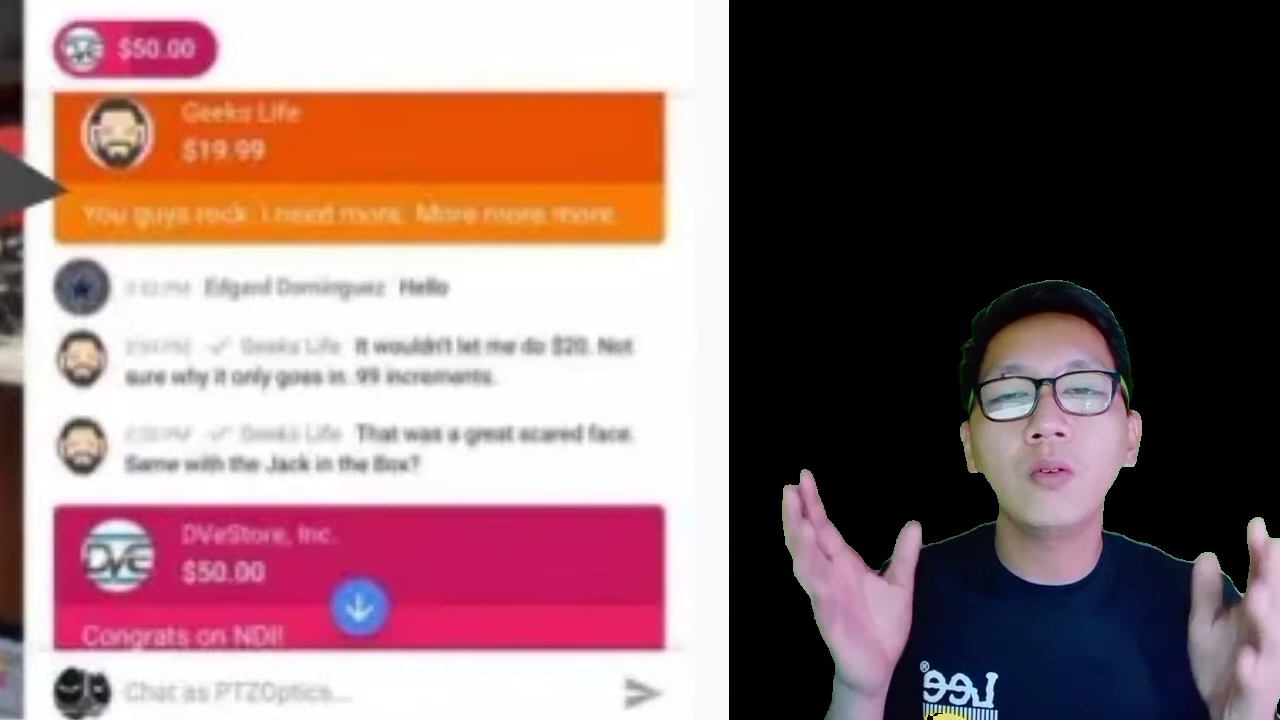 $50.00
Geeks Life
$19.99
You guys rock I need more. More more more.
Edgard Dominguez Hello
Geeks Life It wouldn't let me do $20. Not
sure why it only goes in .99 increments.
Geeks Life That was a great scared face.
Same with the Jack in the Box?
DVeStore, Inc.
$50.00
Congrats on NDI!
Chat as PTZOptics...
Lee